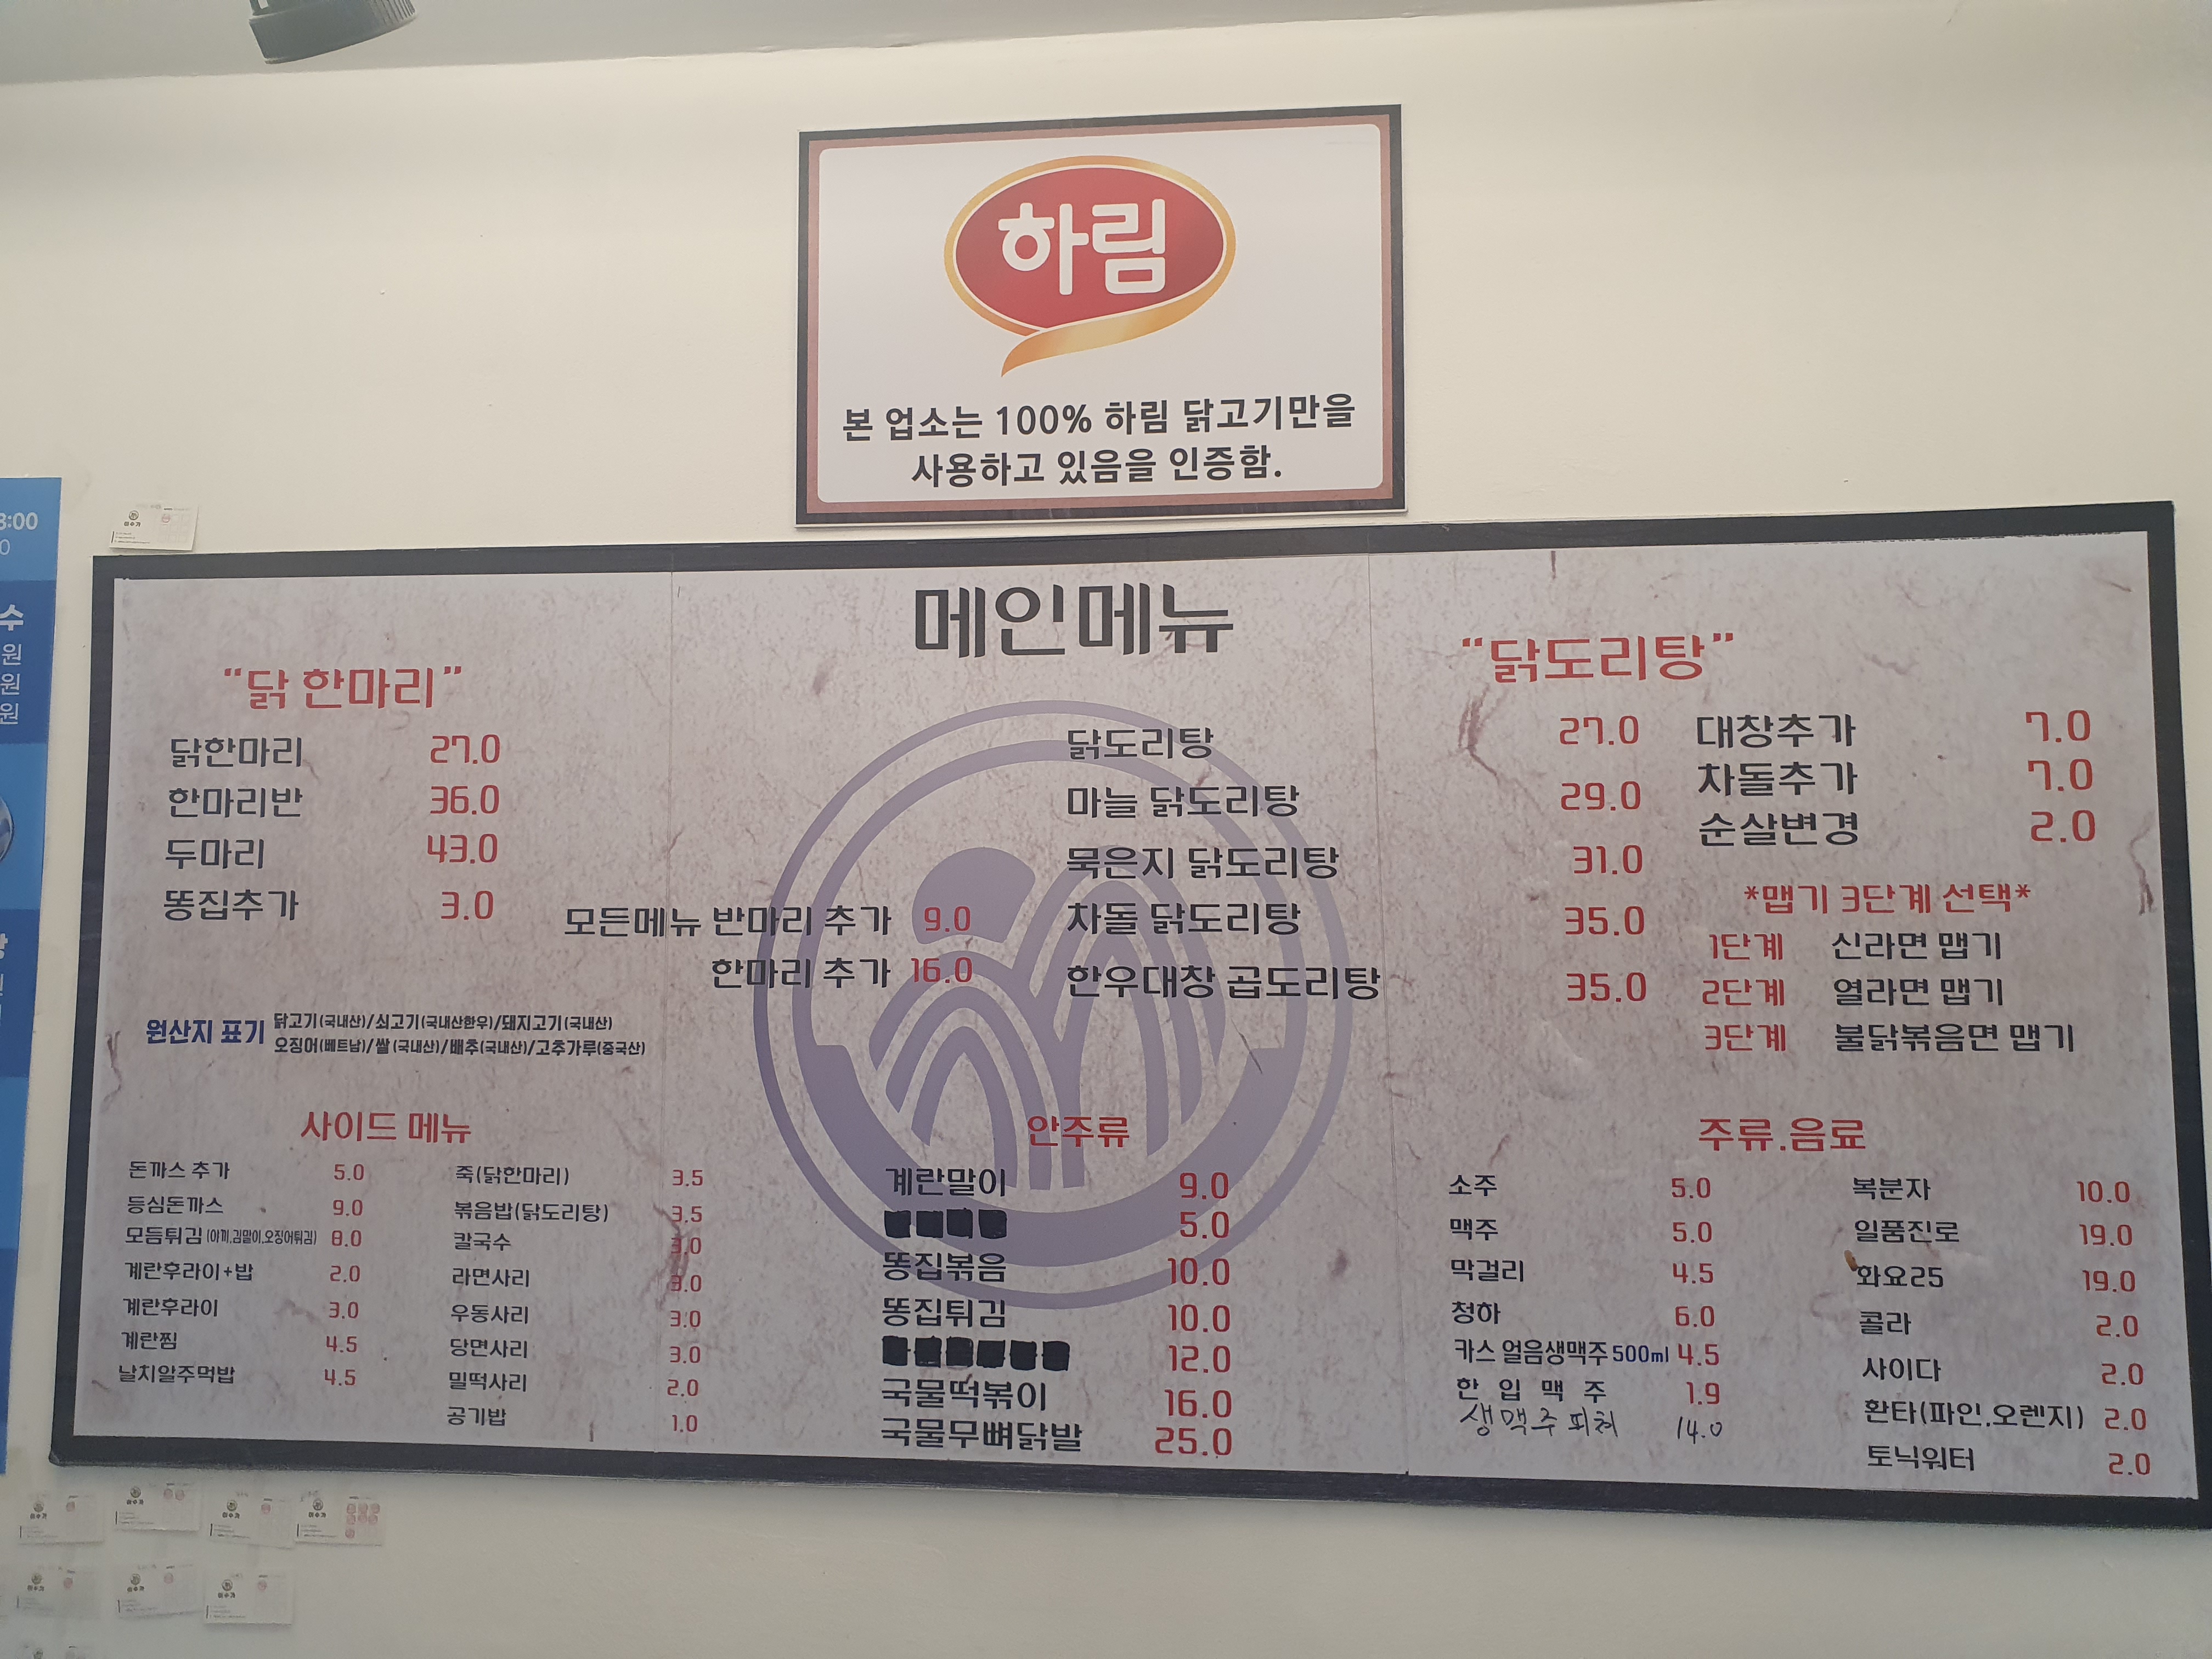 하림
본 업소는 100% 하림 닭고기만을
사용하고 있음을 인증함.
3:00
0
수
원
원
원
메인메뉴
"닭 한마리"
닭한마리 27.0
한마리반 36.0
두마리 43.0
똥집추가 3.0
모든메뉴 반마리 추가 9.0
한마리 추가 16.0
원산지 표기 닭고기(국내산)/쇠고기(국내산한우)/돼지고기(국내산)
오징어(베트남)/쌀(국내산)/배추(국내산)/고추가루(중국산)
"닭도리탕"
닭도리탕 27.0
마늘 닭도리탕 29.0
묵은지 닭도리탕 31.0
차돌 닭도리탕 35.0
한우대창 곱도리탕 35.0
대창추가 7.0
차돌추가 7.0
순살변경 2.0
*맵기 3단계 선택*
1단계 신라면 맵기
2단계 열라면 맵기
3단계 불닭볶음면 맵기
사이드 메뉴
돈까스 추가 5.0
등심돈까스 9.0
모듬튀김 (야끼.김말이.오징어튀김) 8.0
계란후라이+밥 2.0
계란후라이 3.0
계란찜 4.5
날치알주먹밥 4.5
죽(닭한마리) 3.5
볶음밥(닭도리탕) 3.5
칼국수 3.0
라면사리 3.0
우동사리 3.0
당면사리 3.0
밀떡사리 2.0
공기밥 1.0
안주류
계란말이 9.0
5.0
똥집볶음 10.0
똥집튀김 10.0
12.0
국물떡볶이 16.0
국물무뼈닭발 25.0
주류.음료
소주 5.0
맥주 5.0
막걸리 4.5
청하 6.0
카스 얼음생맥주 500ml 4.5
한 입 맥 주 1.9
생맥주 피처 14.0
복분자 10.0
일품진로 19.0
화요25 19.0
콜라 2.0
사이다 2.0
환타(파인.오렌지) 2.0
토닉워터 2.0